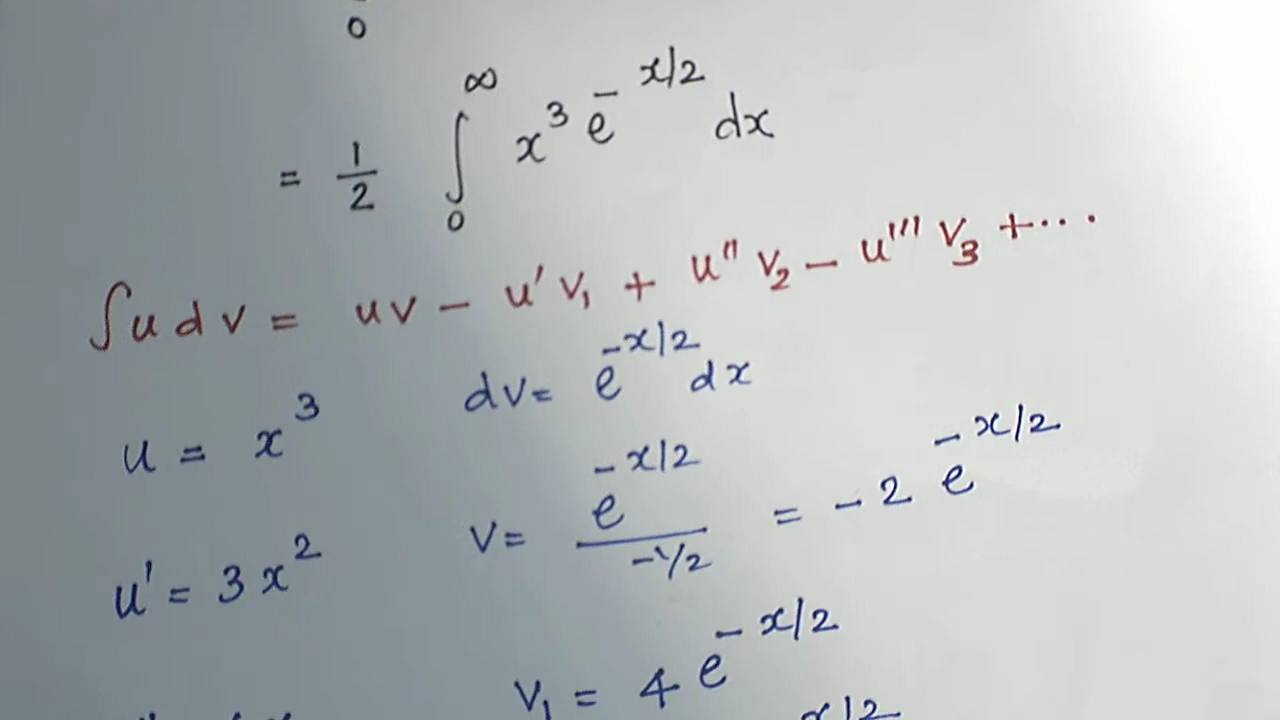 0
= 1/2 ∫₀^∞ x³ e^(-x/2) dx
∫u dv = uv - u'v₁ + u''v₂ - u'''v₃ + ...
u = x³ dv = e^(-x/2) dx
u' = 3x² v = e^(-x/2) / (-1/2) = -2 e^(-x/2)
v₁ = 4 e^(-x/2)
x/2